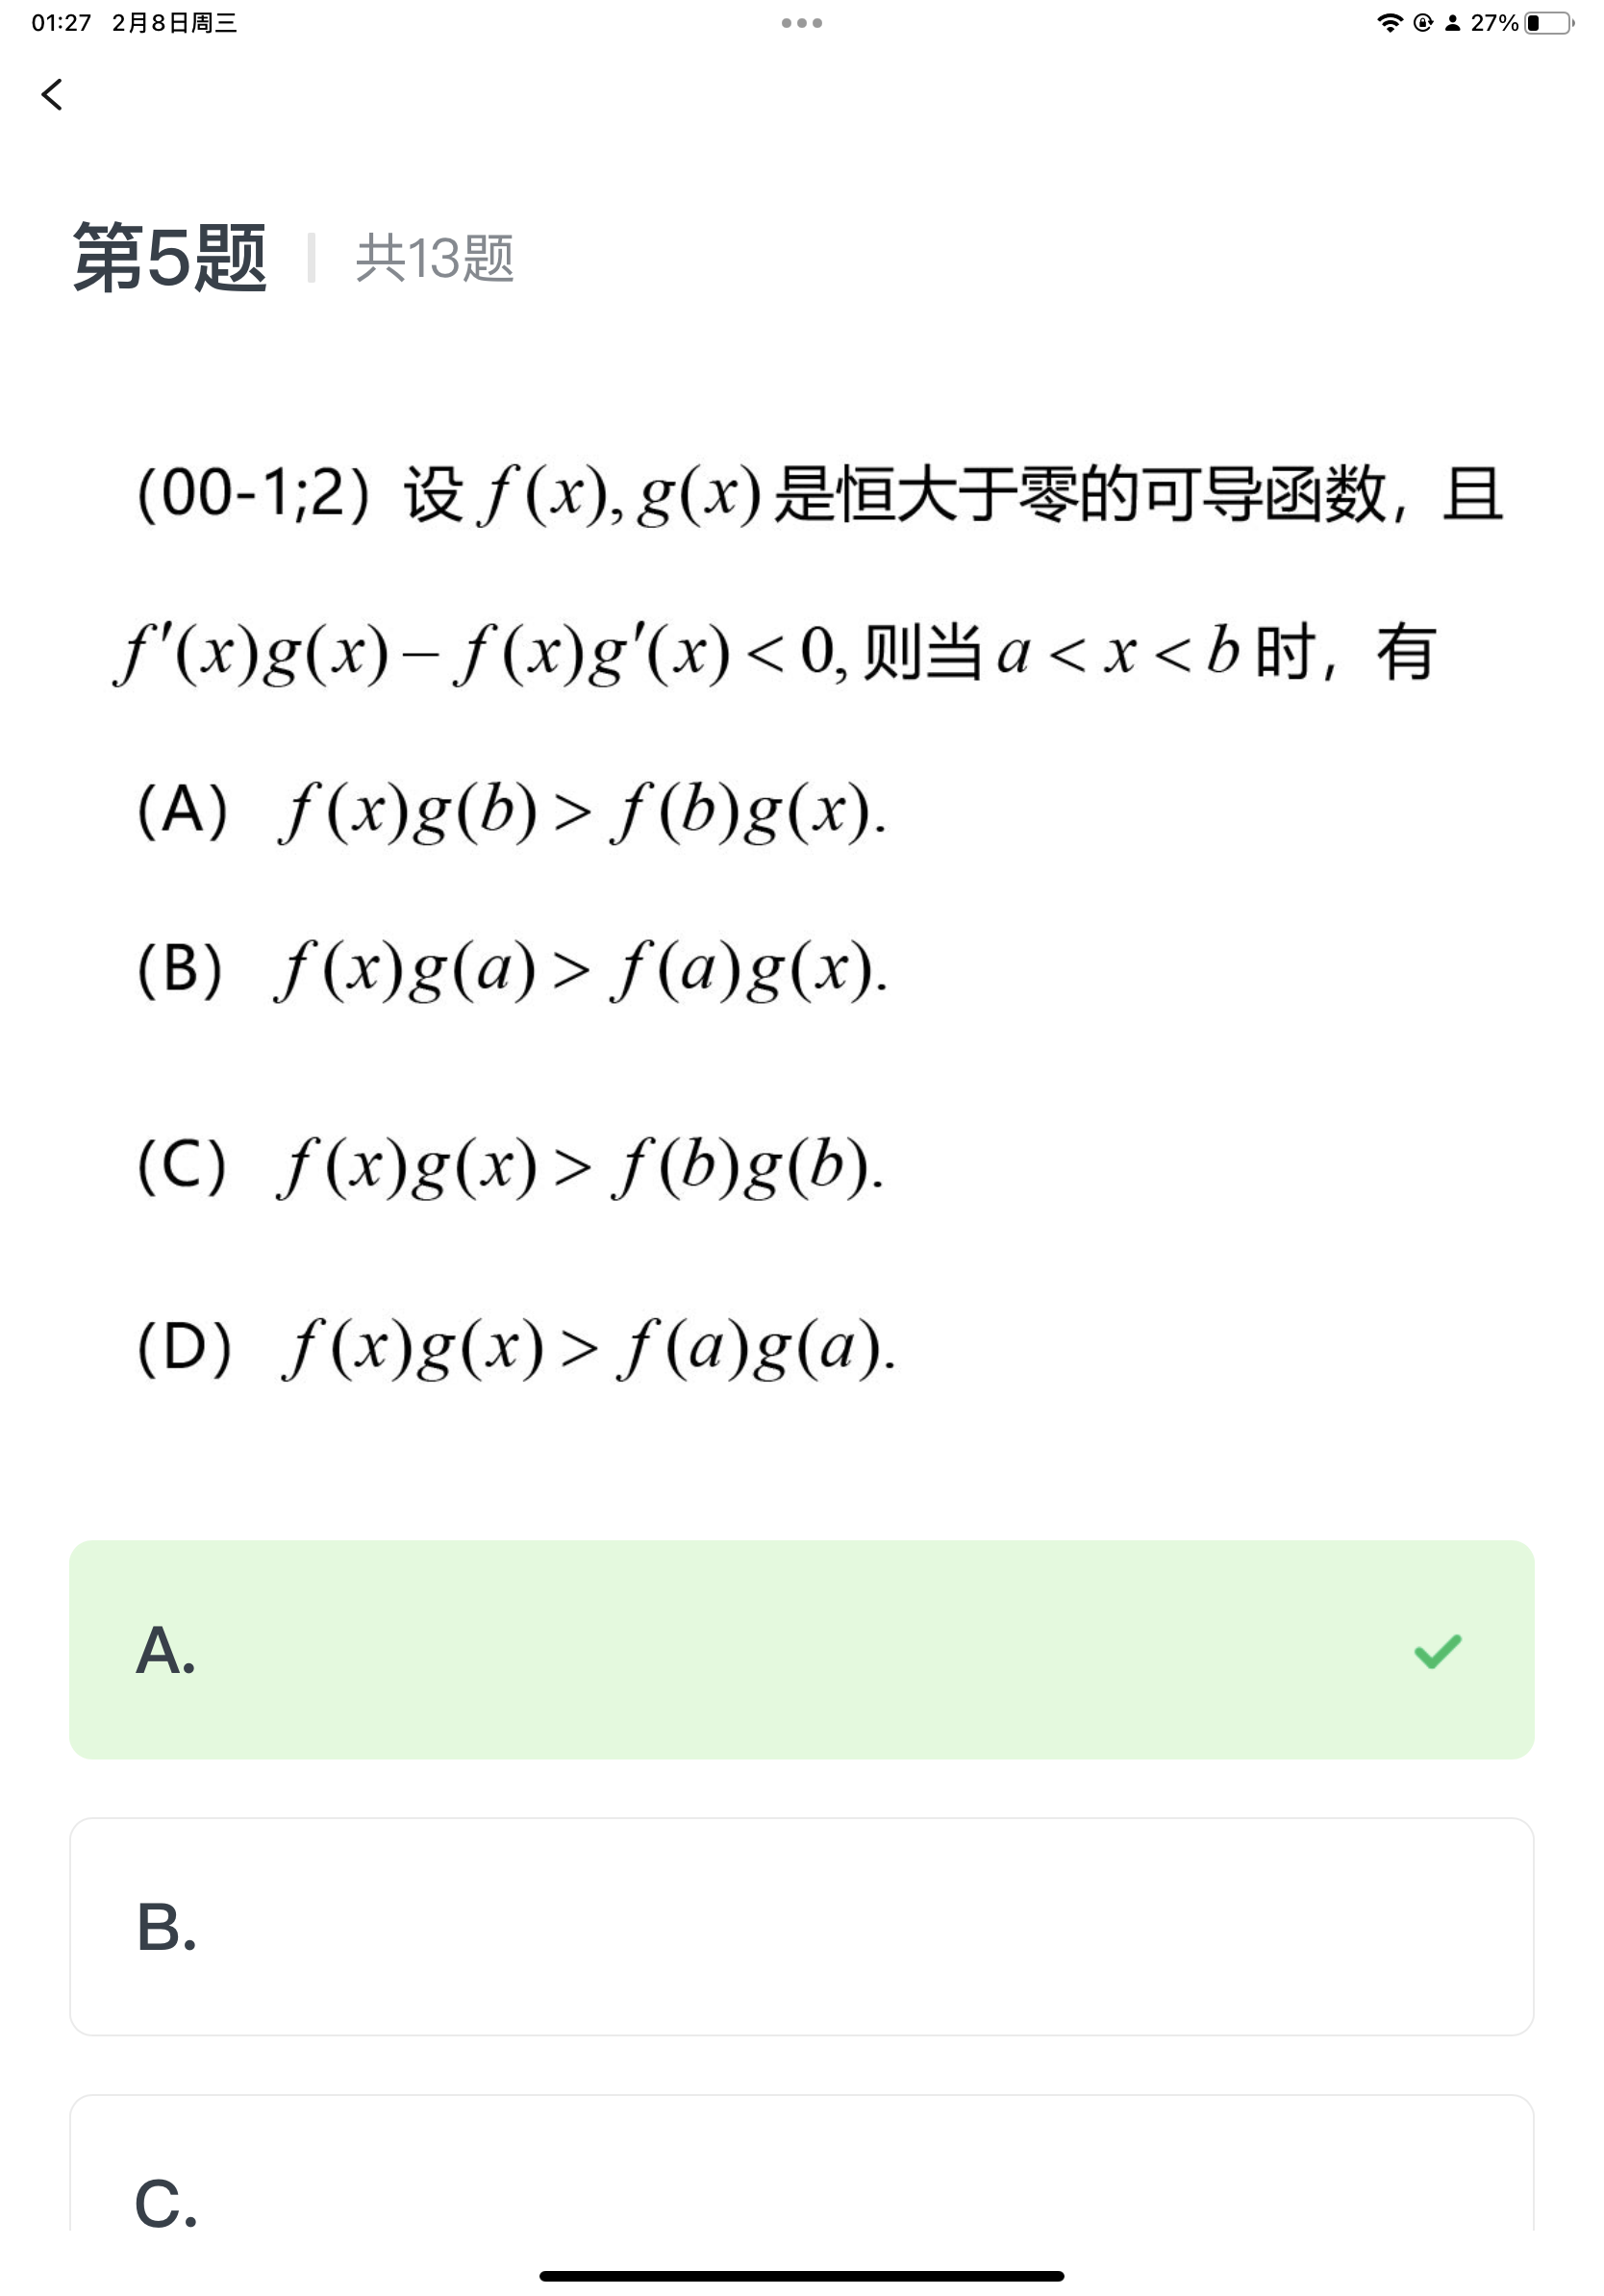 01:27 2月8日周三
27%
第5题 共13题
(00-1;2) 设 f(x), g(x) 是恒大于零的可导函数，且
f′(x)g(x) − f(x)g′(x) < 0, 则当 a < x < b 时，有
(A) f(x)g(b) > f(b)g(x).
(B) f(x)g(a) > f(a)g(x).
(C) f(x)g(x) > f(b)g(b).
(D) f(x)g(x) > f(a)g(a).
A.
B.
C.